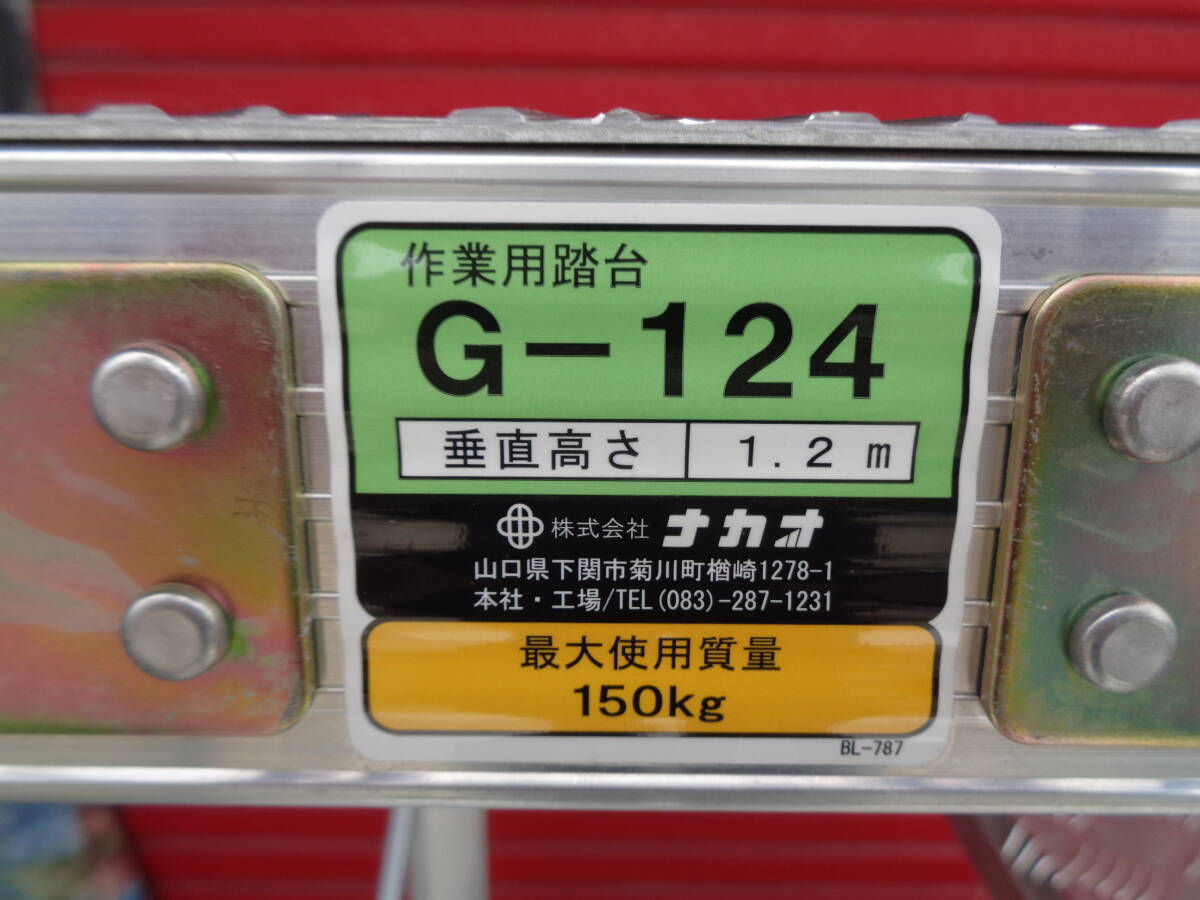 作業用踏台
G-124
垂直高さ 1.2m
株式会社 ナカオ
山口県下関市菊川町楢崎1278-1
本社・工場/TEL(083)-287-1231
最大使用質量
150kg
BL-787